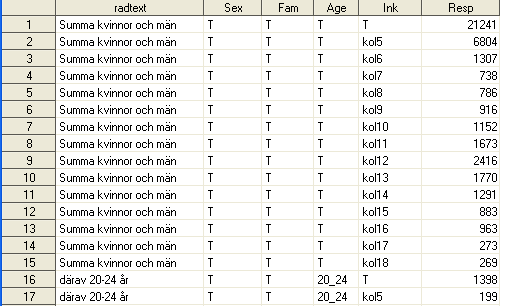 radtext Sex Fam Age Ink Resp
1 Summa kvinnor och män T T T T 21241
2 Summa kvinnor och män T T T kol5 6804
3 Summa kvinnor och män T T T kol6 1307
4 Summa kvinnor och män T T T kol7 738
5 Summa kvinnor och män T T T kol8 786
6 Summa kvinnor och män T T T kol9 916
7 Summa kvinnor och män T T T kol10 1152
8 Summa kvinnor och män T T T kol11 1673
9 Summa kvinnor och män T T T kol12 2416
10 Summa kvinnor och män T T T kol13 1770
11 Summa kvinnor och män T T T kol14 1291
12 Summa kvinnor och män T T T kol15 883
13 Summa kvinnor och män T T T kol16 963
14 Summa kvinnor och män T T T kol17 273
15 Summa kvinnor och män T T T kol18 269
16 därav 20-24 år T T 20_24 T 1398
17 därav 20-24 år T T 20_24 kol5 199